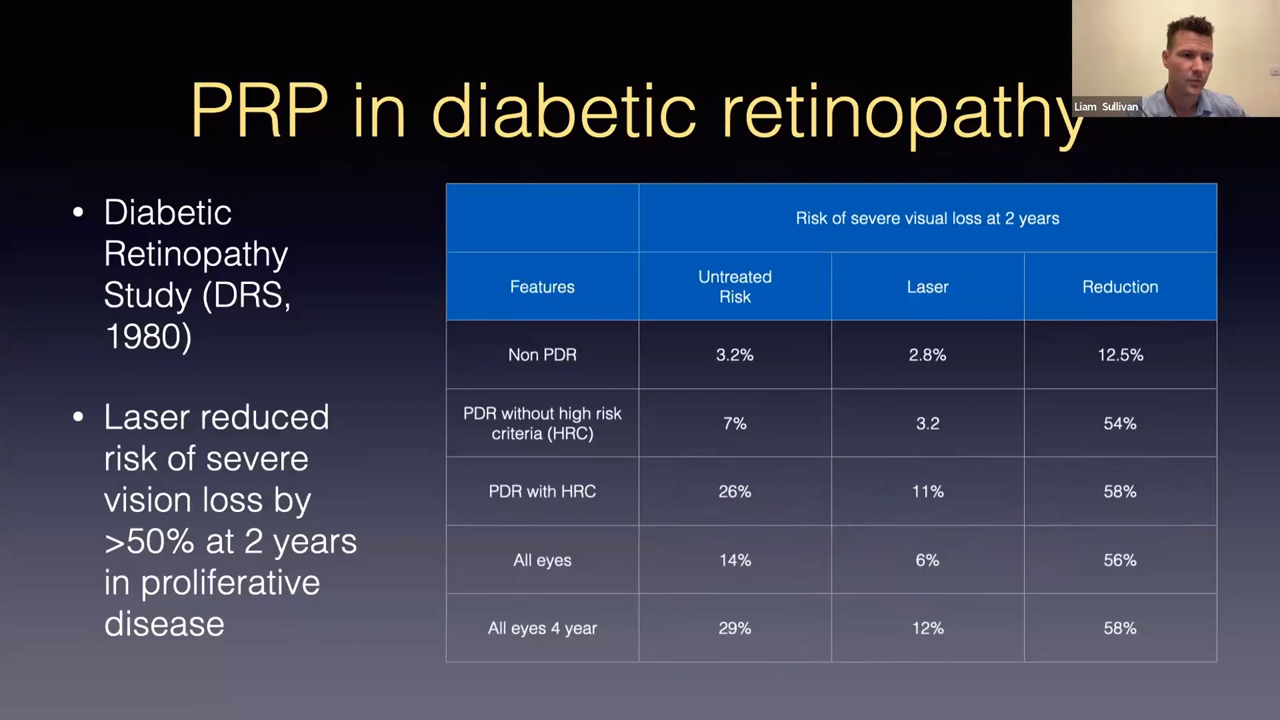 PRP in diabetic retinopathy
Liam Sullivan
• Diabetic
Retinopathy
Study (DRS,
1980)
• Laser reduced
risk of severe
vision loss by
>50% at 2 years
in proliferative
disease
Risk of severe visual loss at 2 years
Features
Untreated
Risk
Laser
Reduction
Non PDR
3.2%
2.8%
12.5%
PDR without high risk
criteria (HRC)
7%
3.2
54%
PDR with HRC
26%
11%
58%
All eyes
14%
6%
56%
All eyes 4 year
29%
12%
58%